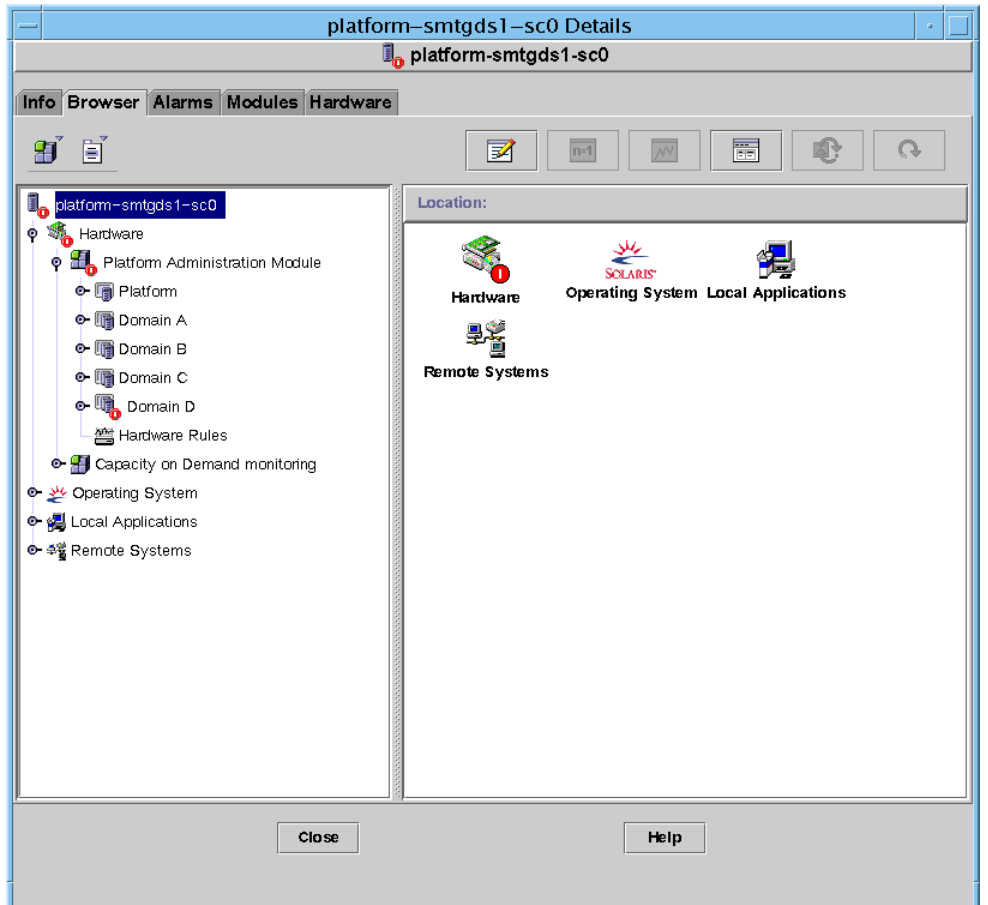 platform-smtgds1-sc0 Details
platform-smtgds1-sc0
Info Browser Alarms Modules Hardware
n=1
platform-smtgds1-sc0
Hardware
Platform Administration Module
Platform
Domain A
Domain B
Domain C
Domain D
Hardware Rules
Capacity on Demand monitoring
Operating System
Local Applications
Remote Systems
Location:
Hardware
SOLARIS
Operating System
Local Applications
Remote Systems
Close
Help